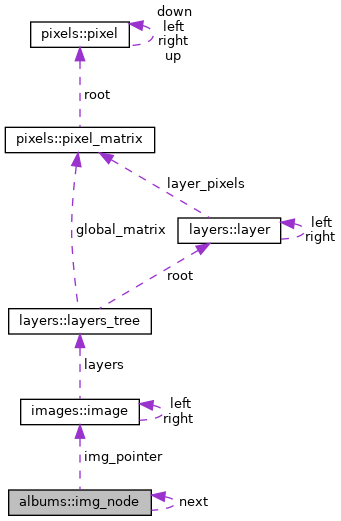 down
left
right
up
pixels::pixel
root
pixels::pixel_matrix
layer_pixels
global_matrix
layers::layer
left
right
root
layers::layers_tree
layers
images::image
left
right
img_pointer
albums::img_node
next